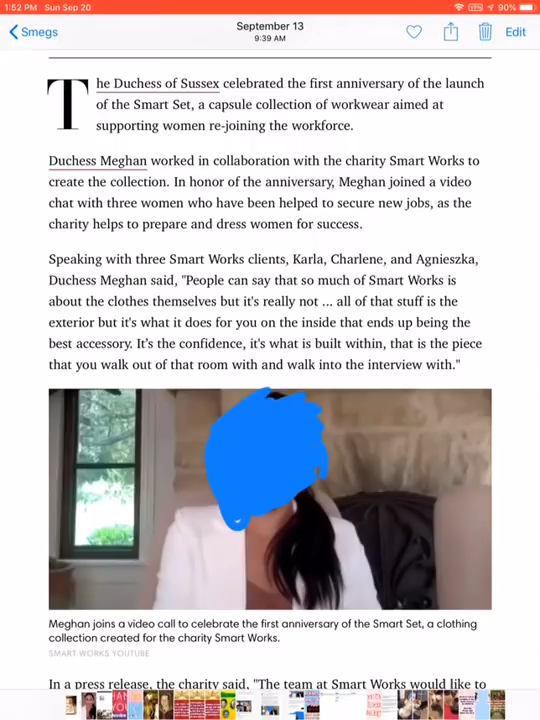 1:52 PM Sun Sep 20
VPN
90%
Smegs
September 13
9:39 AM
Edit
The Duchess of Sussex celebrated the first anniversary of the launch
of the Smart Set, a capsule collection of workwear aimed at
supporting women re-joining the workforce.
Duchess Meghan worked in collaboration with the charity Smart Works to
create the collection. In honor of the anniversary, Meghan joined a video
chat with three women who have been helped to secure new jobs, as the
charity helps to prepare and dress women for success.
Speaking with three Smart Works clients, Karla, Charlene, and Agnieszka,
Duchess Meghan said, "People can say that so much of Smart Works is
about the clothes themselves but it's really not ... all of that stuff is the
exterior but it's what it does for you on the inside that ends up being the
best accessory. It's the confidence, it's what is built within, that is the piece
that you walk out of that room with and walk into the interview with."
Meghan joins a video call to celebrate the first anniversary of the Smart Set, a clothing
collection created for the charity Smart Works.
SMART WORKS YOUTUBE
In a press release, the charity said, "The team at Smart Works would like to